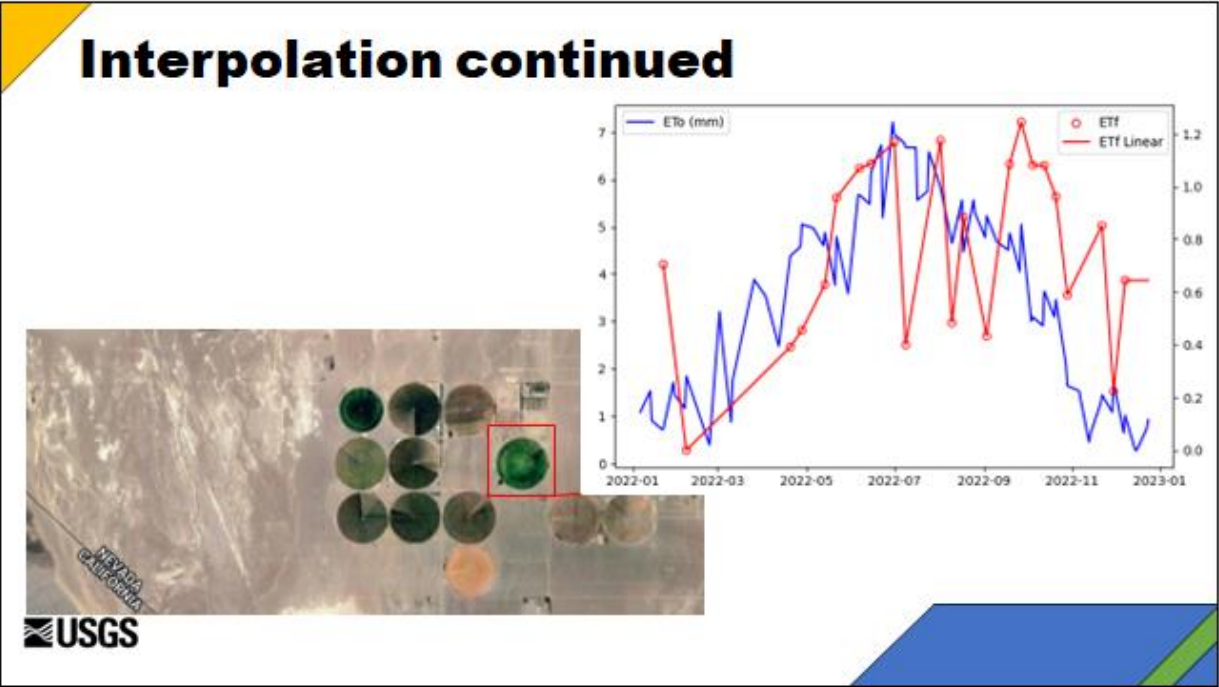 Interpolation continued
ETo (mm)
ETf
ETf Linear
7
6
5
4
3
2
1
0
1.2
1.0
0.8
0.6
0.4
0.2
0.0
2022-01 2022-03 2022-05 2022-07 2022-09 2022-11 2023-01
NEVADA
CALIFORNIA
USGS